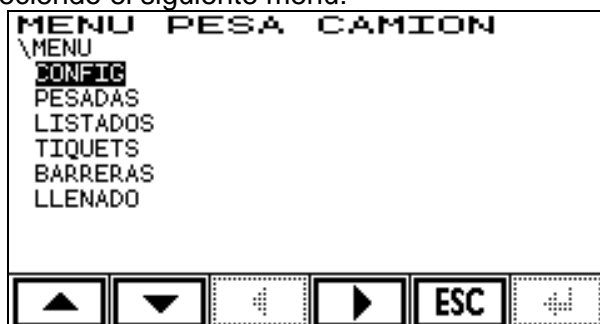 MENU PESA CAMION
\MENU
CONFIG
PESADAS
LISTADOS
TIQUETS
BARRERAS
LLENADO
ESC